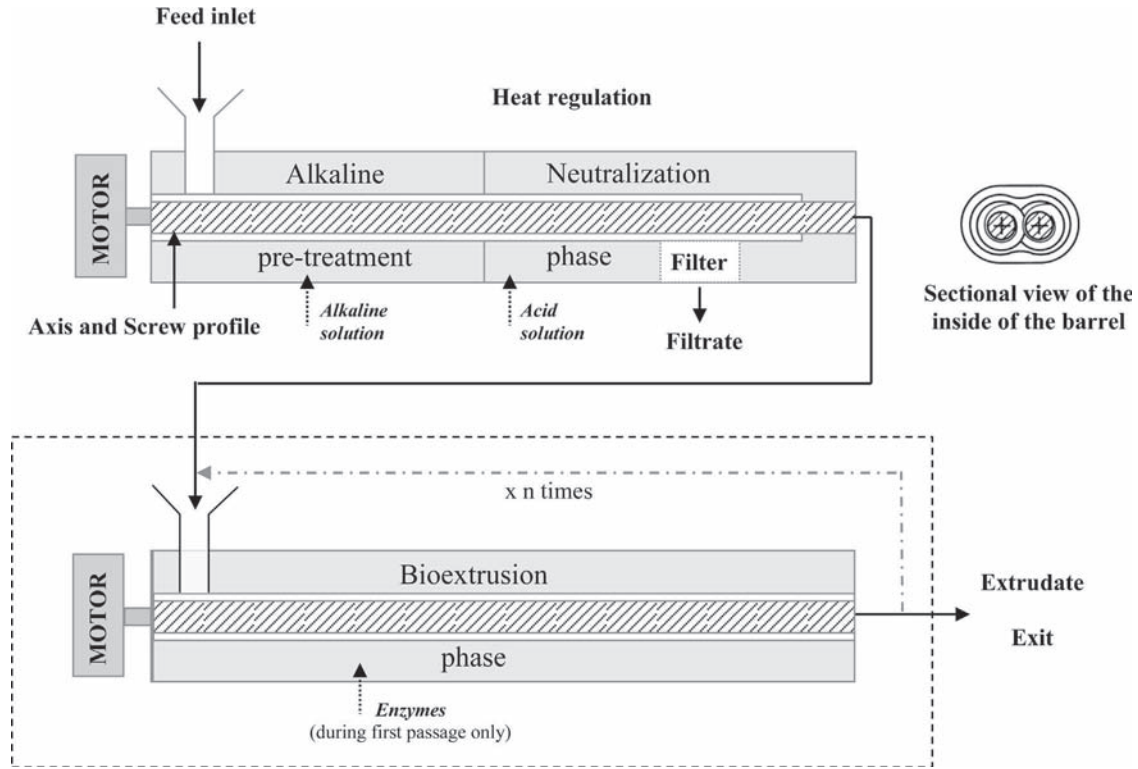 Feed inlet
Heat regulation
MOTOR
Alkaline
Neutralization
pre-treatment
phase
Filter
Axis and Screw profile
Alkaline
solution
Acid
solution
Filtrate
Sectional view of the
inside of the barrel
x n times
MOTOR
Bioextrusion
phase
Enzymes
(during first passage only)
Extrudate
Exit